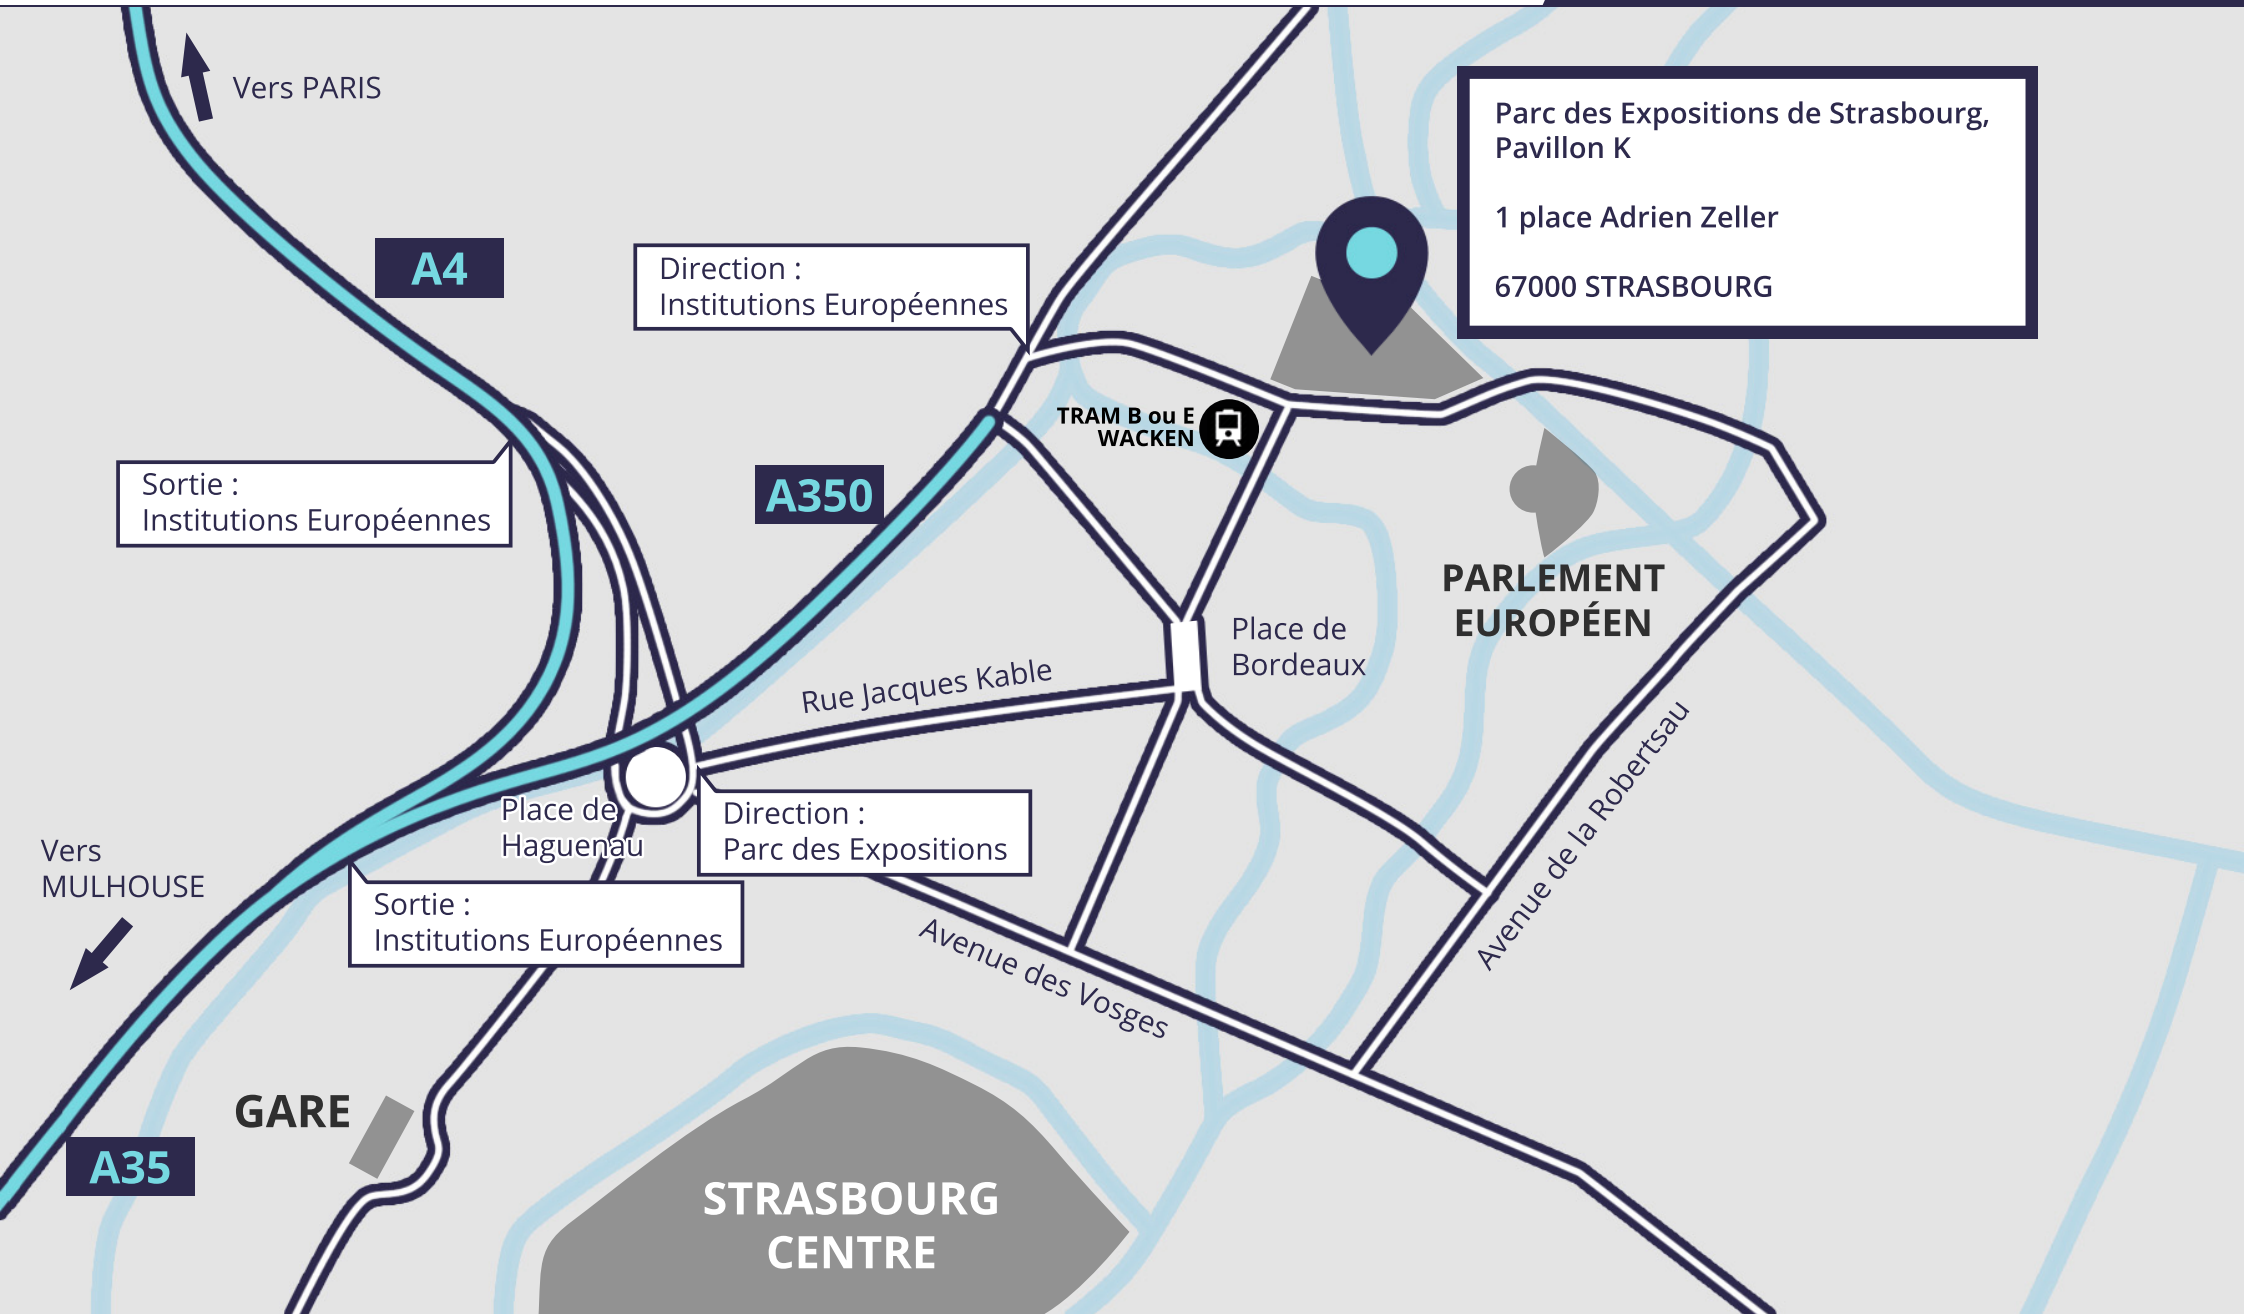 Vers PARIS
Parc des Expositions de Strasbourg,
Pavillon K
1 place Adrien Zeller
67000 STRASBOURG
A4
Direction :
Institutions Européennes
TRAM B ou E
WACKEN
Sortie :
Institutions Européennes
A350
PARLEMENT
EUROPÉEN
Place de
Bordeaux
Rue Jacques Kable
Avenue de la Robertsau
Place de
Haguenau
Direction :
Parc des Expositions
Vers
MULHOUSE
Sortie :
Institutions Européennes
Avenue des Vosges
GARE
A35
STRASBOURG
CENTRE